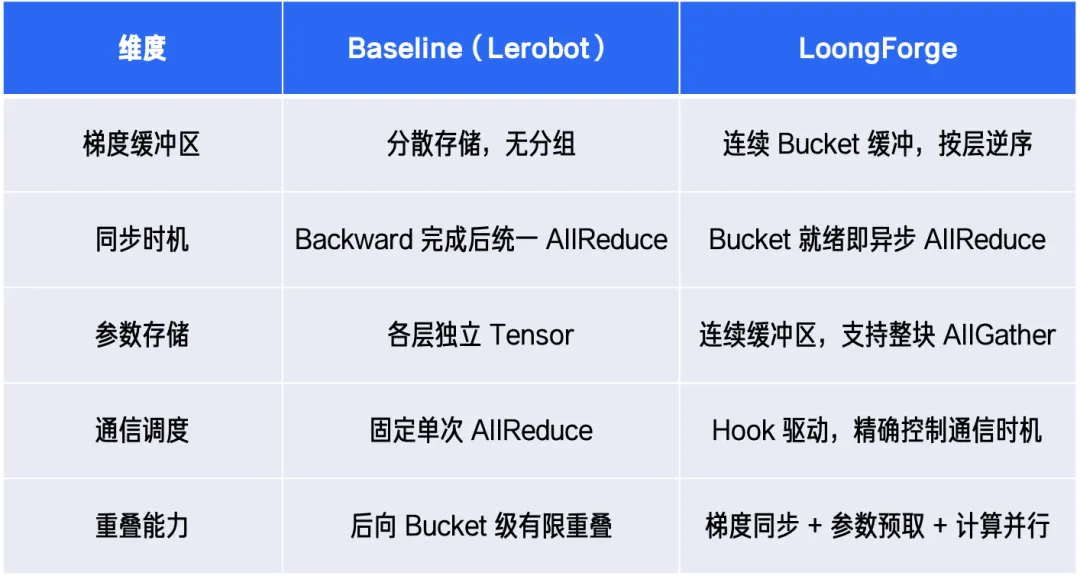 维度 Baseline（Lerobot） LoongForge
梯度缓冲区 分散存储，无分组 连续 Bucket 缓冲，按层逆序
同步时机 Backward 完成后统一 AllReduce Bucket 就绪即异步 AllReduce
参数存储 各层独立 Tensor 连续缓冲区，支持整块 AllGather
通信调度 固定单次 AllReduce Hook 驱动，精确控制通信时机
重叠能力 后向 Bucket 级有限重叠 梯度同步 + 参数预取 + 计算并行